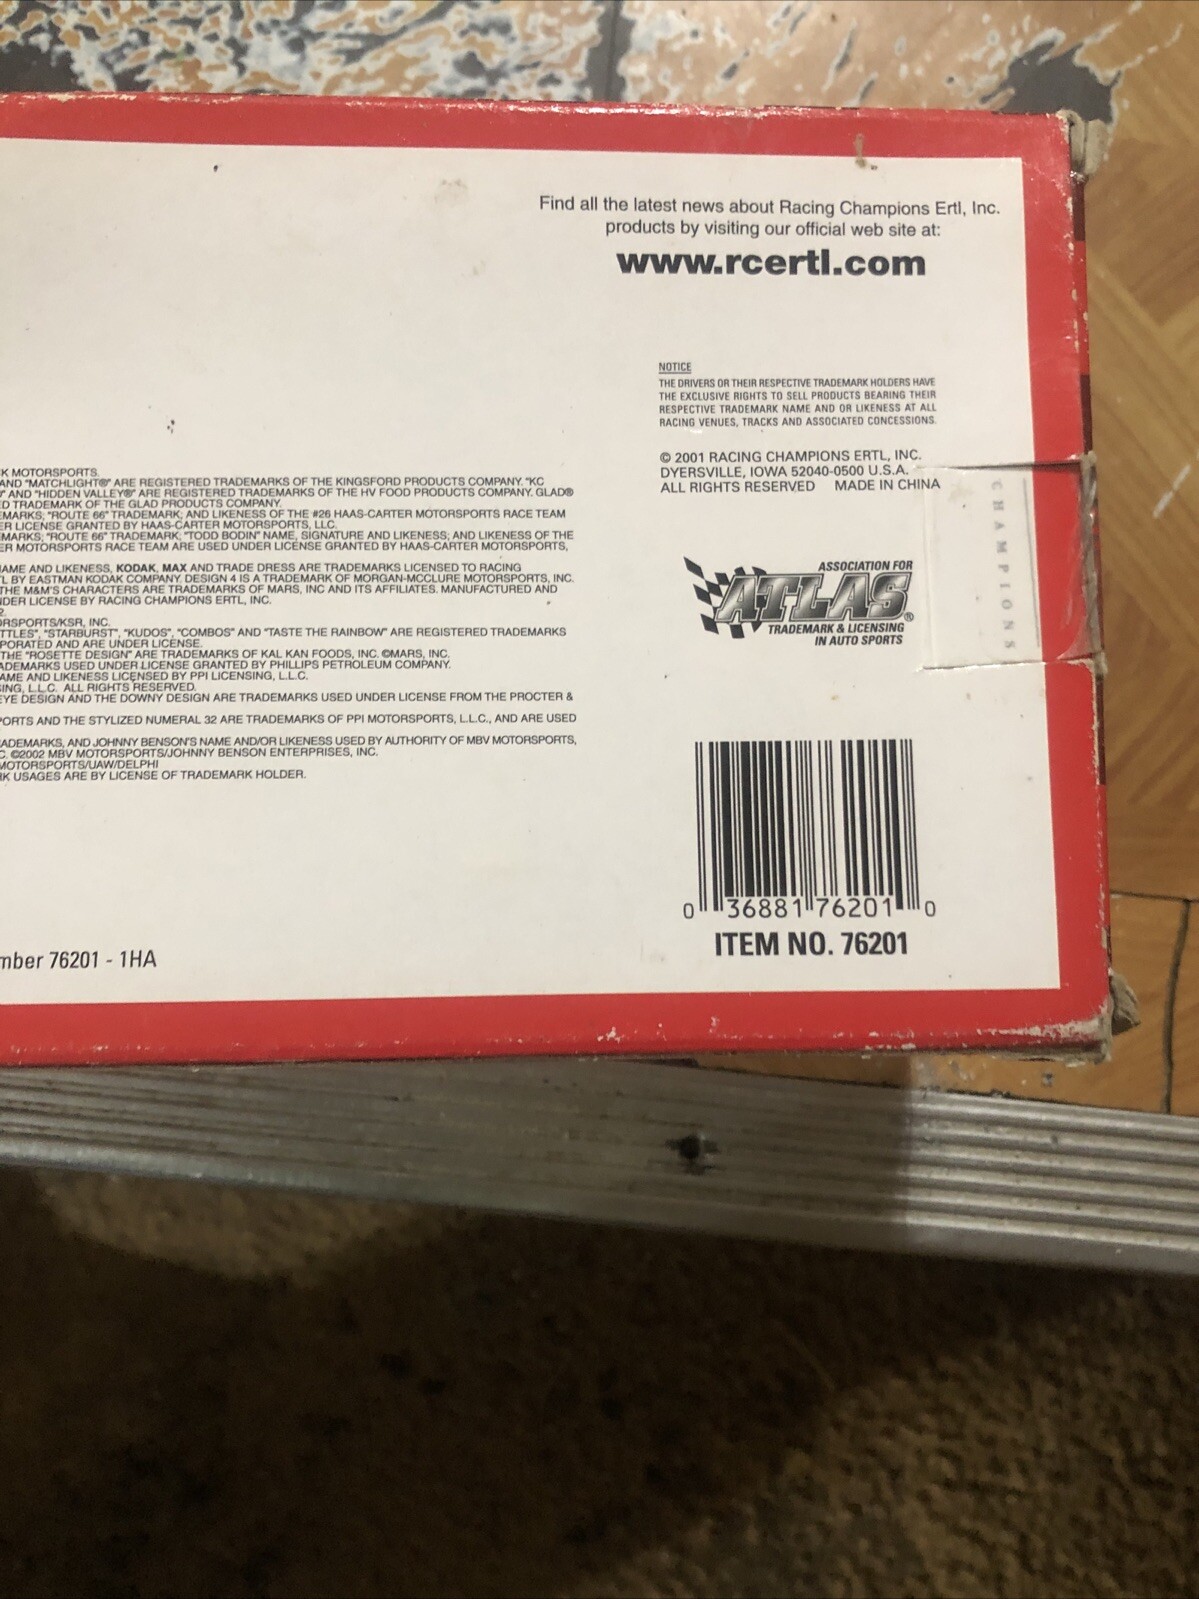 Find all the latest news about Racing Champions Ertl, Inc.
products by visiting our official web site at:
www.rcertl.com
NOTICE
THE DRIVERS OR THEIR RESPECTIVE TRADEMARK HOLDERS HAVE
THE EXCLUSIVE RIGHTS TO SELL PRODUCTS BEARING THEIR
RESPECTIVE TRADEMARK NAME AND OR LIKENESS AT ALL
RACING VENUES, TRACKS AND ASSOCIATED CONCESSIONS.
© 2001 RACING CHAMPIONS ERTL, INC.
DYERSVILLE, IOWA 52040-0500 U.S.A.
ALL RIGHTS RESERVED MADE IN CHINA
CHAMPIONS
K MOTORSPORTS.
AND "MATCHLIGHT®" ARE REGISTERED TRADEMARKS OF THE KINGSFORD PRODUCTS COMPANY. "KC
AND "HIDDEN VALLEY®" ARE REGISTERED TRADEMARKS OF THE HV FOOD PRODUCTS COMPANY. GLAD®
D TRADEMARK OF THE GLAD PRODUCTS COMPANY.
EMARKS; "ROUTE 66" TRADEMARK; AND LIKENESS OF THE #26 HAAS-CARTER MOTORSPORTS RACE TEAM
ER LICENSE GRANTED BY HAAS-CARTER MOTORSPORTS, LLC.
EMARKS; "ROUTE 66" TRADEMARK; "TODD BODIN" NAME, SIGNATURE AND LIKENESS; AND LIKENESS OF THE
ER MOTORSPORTS RACE TEAM ARE USED UNDER LICENSE GRANTED BY HAAS-CARTER MOTORSPORTS,
AME AND LIKENESS, KODAK, MAX AND TRADE DRESS ARE TRADEMARKS LICENSED TO RACING
L BY EASTMAN KODAK COMPANY. DESIGN 4 IS A TRADEMARK OF MORGAN-MCCLURE MOTORSPORTS, INC.
THE M&M'S CHARACTERS ARE TRADEMARKS OF MARS, INC AND ITS AFFILIATES. MANUFACTURED AND
DER LICENSE BY RACING CHAMPIONS ERTL, INC.
2.
ORSPORTS/KSR, INC.
TTLES", "STARBURST", "KUDOS", "COMBOS" AND "TASTE THE RAINBOW" ARE REGISTERED TRADEMARKS
PORATED AND ARE UNDER LICENSE.
THE "ROSETTE DESIGN" ARE TRADEMARKS OF KAL KAN FOODS, INC. ©MARS, INC.
ADEMARKS USED UNDER LICENSE GRANTED BY PHILLIPS PETROLEUM COMPANY.
AME AND LIKENESS LICENSED BY PPI LICENSING, L.L.C.
ING, L.L.C. ALL RIGHTS RESERVED.
EYE DESIGN AND THE DOWNY DESIGN ARE TRADEMARKS USED UNDER LICENSE FROM THE PROCTER &
ORTS AND THE STYLIZED NUMERAL 32 ARE TRADEMARKS OF PPI MOTORSPORTS, L.L.C., AND ARE USED
ADEMARKS, AND JOHNNY BENSON'S NAME AND/OR LIKENESS USED BY AUTHORITY OF MBV MOTORSPORTS,
C. ©2002 MBV MOTORSPORTS/JOHNNY BENSON ENTERPRISES, INC.
MOTORSPORTS/UAW/DELPHI
RK USAGES ARE BY LICENSE OF TRADEMARK HOLDER.
ASSOCIATION FOR
ATLAS®
TRADEMARK & LICENSING
IN AUTO SPORTS
0 36881 76201 0
ITEM NO. 76201
mber 76201 - 1HA